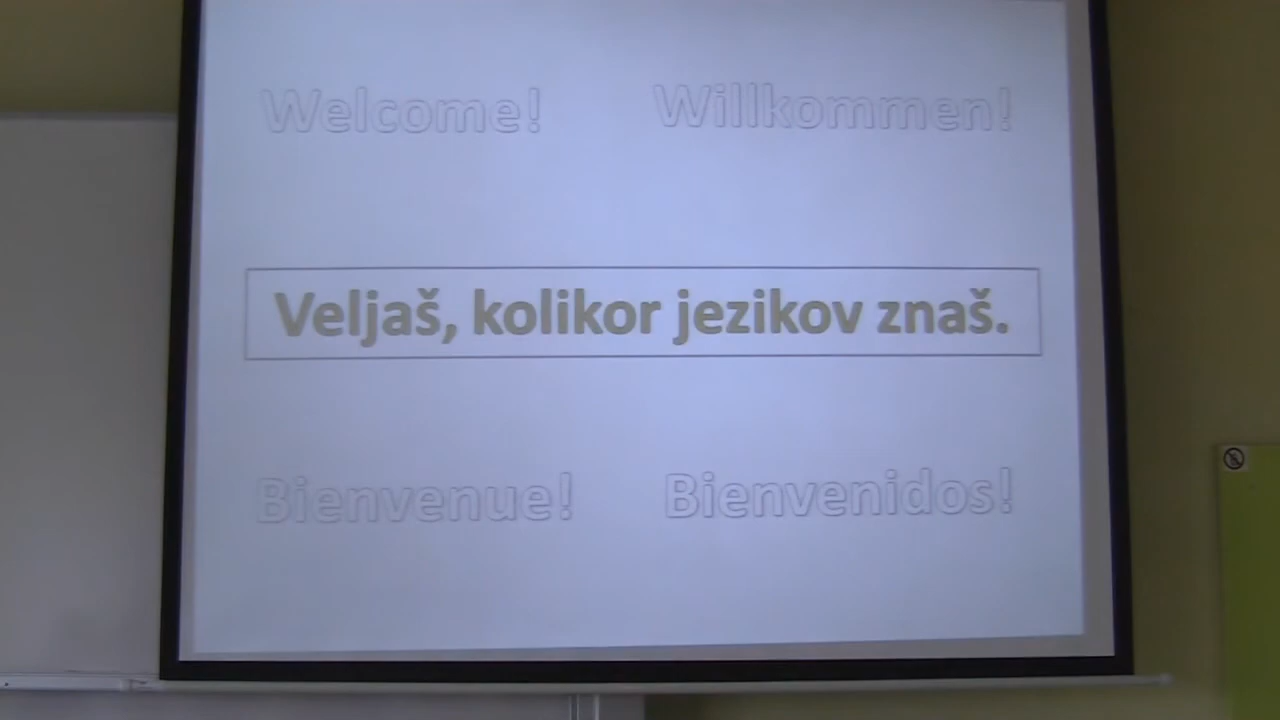 Welcome! Willkommen!
Veljaš, kolikor jezikov znaš.
Bienvenue! Bienvenidos!